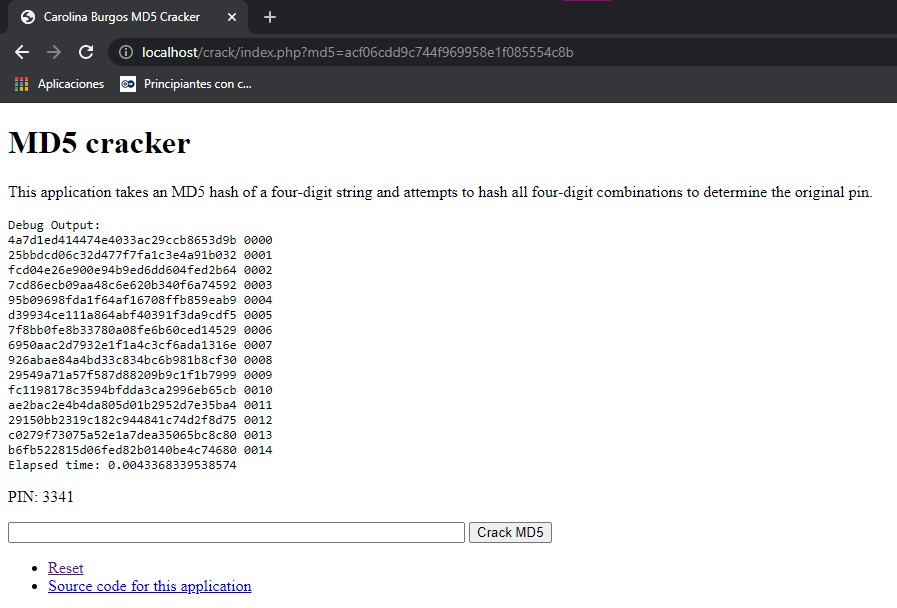 Carolina Burgos MD5 Cracker
localhost/crack/index.php?md5=acf06cdd9c744f969958e1f085554c8b
Aplicaciones Principiantes con c...
MD5 cracker
This application takes an MD5 hash of a four-digit string and attempts to hash all four-digit combinations to determine the original pin.
Debug Output:
4a7d1ed414474e4033ac29ccb8653d9b 0000
25bbdcd06c32d477f7fa1c3e4a91b032 0001
fcd04e26e900e94b9ed6dd604fed2b64 0002
7cd86ecb09aa48c6e620b340f6a74592 0003
95b09698fda1f64af16708ffb859eab9 0004
d39934ce111a864abf40391f3da9cdf5 0005
7f8bb0fe8b33780a08fe6b60ced14529 0006
6950aac2d7932e1f1a4c3cf6ada1316e 0007
926abae84a4bd33c834bc6b981b8cf30 0008
29549a71a57f587d88209b9c1f1b7999 0009
fc1198178c3594bfdda3ca2996eb65cb 0010
ae2bac2e4b4da805d01b2952d7e35ba4 0011
29150bb2319c182c944841c74d2f8d75 0012
c0279f73075a52e1a7dea35065bc8c80 0013
b6fb522815d06fed82b0140be4c74680 0014
Elapsed time: 0.0043368339538574
PIN: 3341
Crack MD5
Reset
Source code for this application